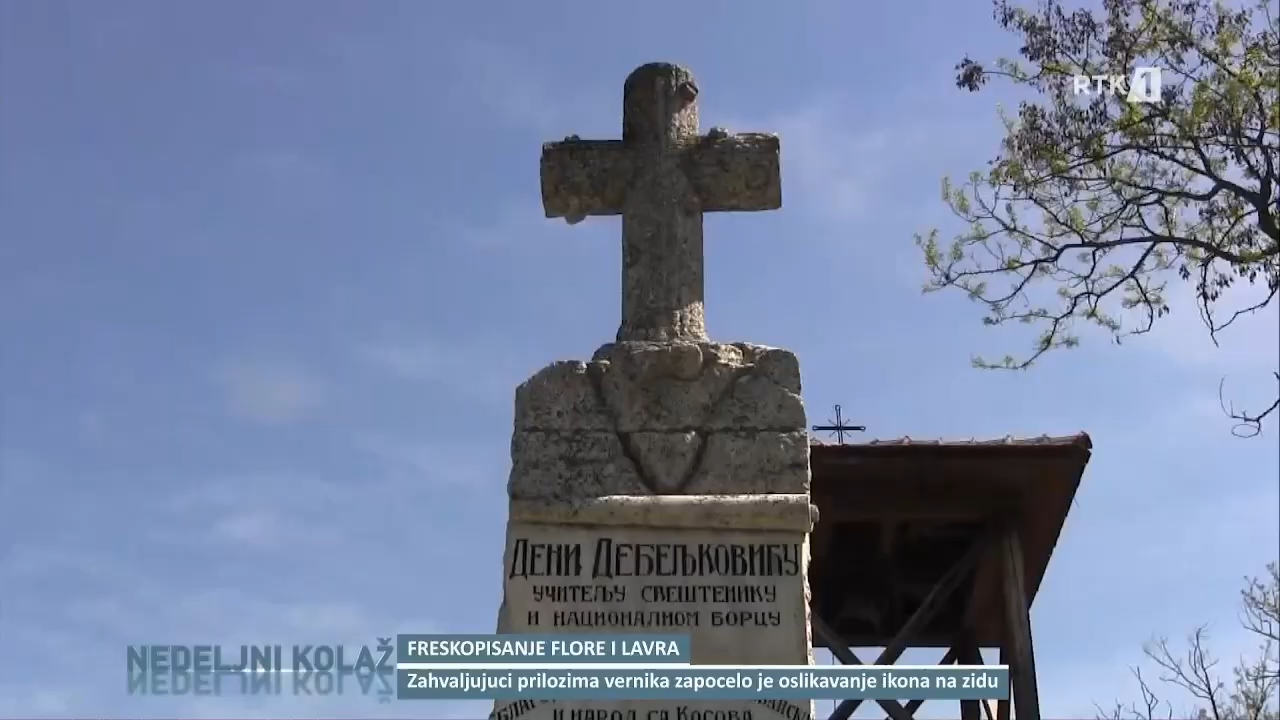 RTK 1
Дени Дебељковићу
учитељу свештенику
и националном борцу
NEDELJNI KOLAŽ
FRESKOPISANJE FLORE I LAVRA
Zahvaljujuci prilozima vernika zapocelo je oslikavanje ikona na zidu
и народ са Косова